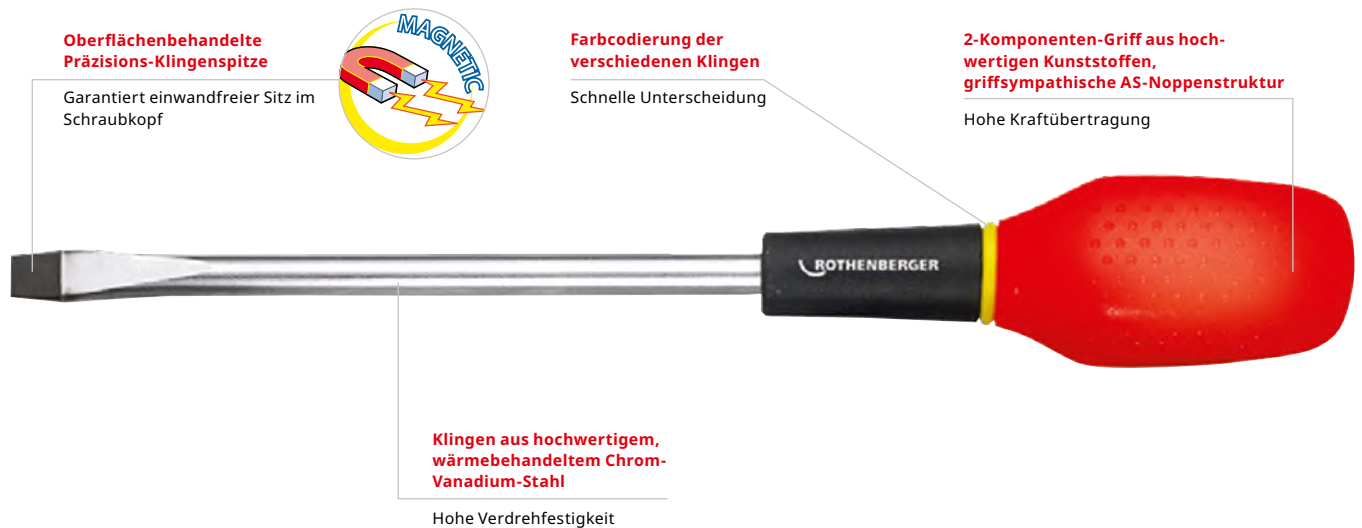 Oberflächenbehandelte
Präzisions-Klingenspitze
Garantiert einwandfreier Sitz im
Schraubkopf
MAGNETIC
Farbcodierung der
verschiedenen Klingen
Schnelle Unterscheidung
2-Komponenten-Griff aus hoch-
wertigen Kunststoffen,
griffsympathische AS-Noppenstruktur
Hohe Kraftübertragung
ROTHENBERGER
Klingen aus hochwertigem,
wärmebehandeltem Chrom-
Vanadium-Stahl
Hohe Verdrehfestigkeit